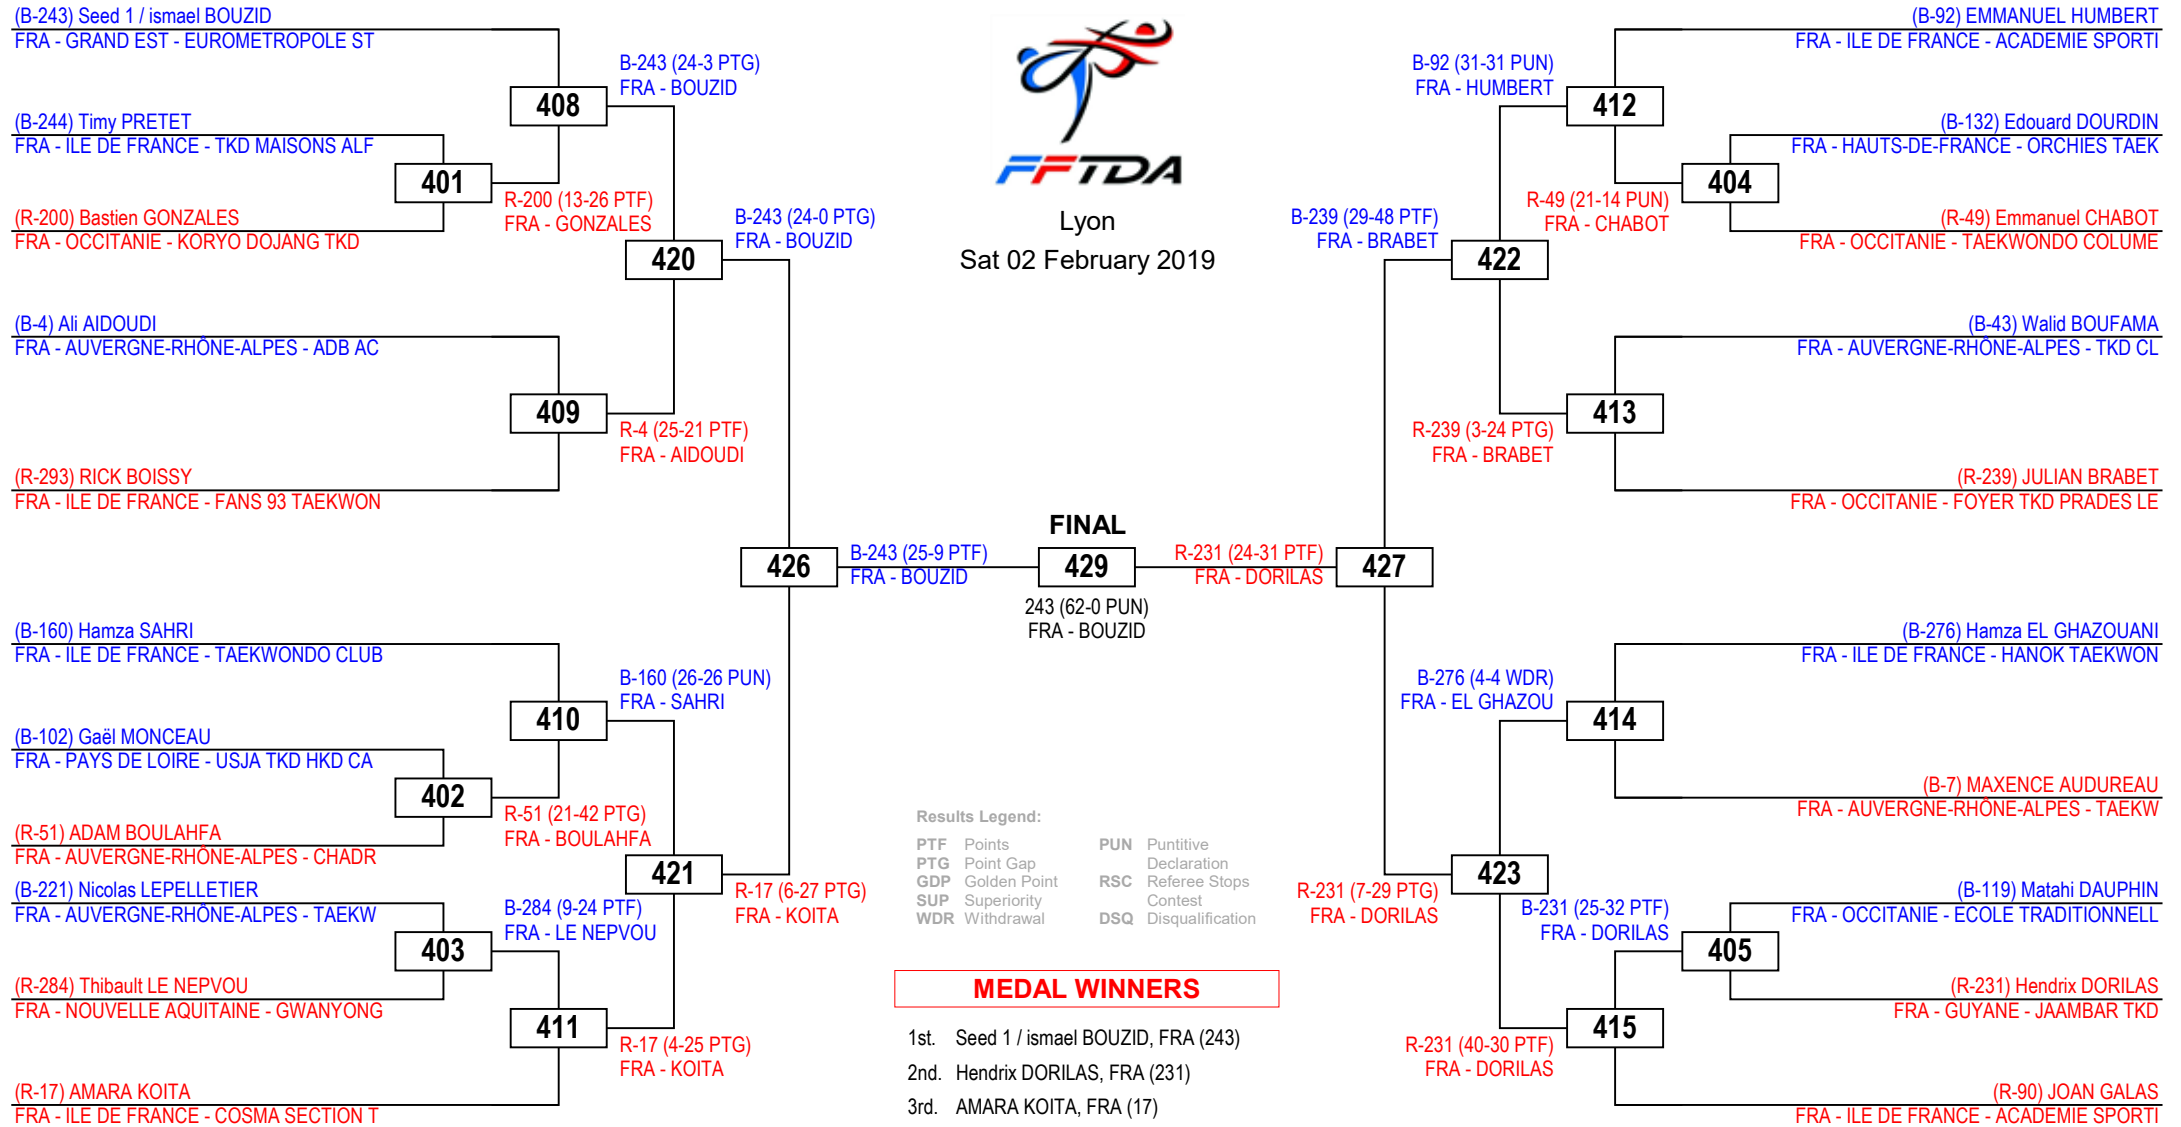 (B-243) Seed 1 / ismael BOUZID
FRA - GRAND EST - EUROMETROPOLE ST
(B-244) Timy PRETET
FRA - ILE DE FRANCE - TKD MAISONS ALF
(R-200) Bastien GONZALES
FRA - OCCITANIE - KORYO DOJANG TKD
(B-4) Ali AIDOUDI
FRA - AUVERGNE-RHÔNE-ALPES - ADB AC
(R-293) RICK BOISSY
FRA - ILE DE FRANCE - FANS 93 TAEKWON
(B-160) Hamza SAHRI
FRA - ILE DE FRANCE - TAEKWONDO CLUB
(B-102) Gaël MONCEAU
FRA - PAYS DE LOIRE - USJA TKD HKD CA
(R-51) ADAM BOULAHFA
FRA - AUVERGNE-RHÔNE-ALPES - CHADR
(B-221) Nicolas LEPELLETIER
FRA - AUVERGNE-RHÔNE-ALPES - TAEKW
(R-284) Thibault LE NEPVOU
FRA - NOUVELLE AQUITAINE - GWANYONG
(R-17) AMARA KOITA
FRA - ILE DE FRANCE - COSMA SECTION T
401
R-200 (13-26 PTF)
FRA - GONZALES
402
R-51 (21-42 PTG)
FRA - BOULAHFA
403
B-284 (9-24 PTF)
FRA - LE NEPVOU
408
B-243 (24-3 PTG)
FRA - BOUZID
409
R-4 (25-21 PTF)
FRA - AIDOUDI
410
B-160 (26-26 PUN)
FRA - SAHRI
411
R-17 (4-25 PTG)
FRA - KOITA
420
B-243 (24-0 PTG)
FRA - BOUZID
421
R-17 (6-27 PTG)
FRA - KOITA
426
B-243 (25-9 PTF)
FRA - BOUZID
FFTDA
Lyon
Sat 02 February 2019
FINAL
429
243 (62-0 PUN)
FRA - BOUZID
R-231 (24-31 PTF)
FRA - DORILAS
427
B-239 (29-48 PTF)
FRA - BRABET
422
R-231 (7-29 PTG)
FRA - DORILAS
423
B-92 (31-31 PUN)
FRA - HUMBERT
412
R-239 (3-24 PTG)
FRA - BRABET
413
B-276 (4-4 WDR)
FRA - EL GHAZOU
414
R-231 (40-30 PTF)
FRA - DORILAS
415
R-49 (21-14 PUN)
FRA - CHABOT
404
B-231 (25-32 PTF)
FRA - DORILAS
405
(B-92) EMMANUEL HUMBERT
FRA - ILE DE FRANCE - ACADEMIE SPORTI
(B-132) Edouard DOURDIN
FRA - HAUTS-DE-FRANCE - ORCHIES TAEK
(R-49) Emmanuel CHABOT
FRA - OCCITANIE - TAEKWONDO COLUME
(B-43) Walid BOUFAMA
FRA - AUVERGNE-RHÔNE-ALPES - TKD CL
(R-239) JULIAN BRABET
FRA - OCCITANIE - FOYER TKD PRADES LE
(B-276) Hamza EL GHAZOUANI
FRA - ILE DE FRANCE - HANOK TAEKWON
(B-7) MAXENCE AUDUREAU
FRA - AUVERGNE-RHÔNE-ALPES - TAEKW
(B-119) Matahi DAUPHIN
FRA - OCCITANIE - ECOLE TRADITIONNELL
(R-231) Hendrix DORILAS
FRA - GUYANE - JAAMBAR TKD
(R-90) JOAN GALAS
FRA - ILE DE FRANCE - ACADEMIE SPORTI
Results Legend:
PTF Points
PTG Point Gap
GDP Golden Point
SUP Superiority
WDR Withdrawal
PUN Puntitive
Declaration
RSC Referee Stops
Contest
DSQ Disqualification
MEDAL WINNERS
1st. Seed 1 / ismael BOUZID, FRA (243)
2nd. Hendrix DORILAS, FRA (231)
3rd. AMARA KOITA, FRA (17)